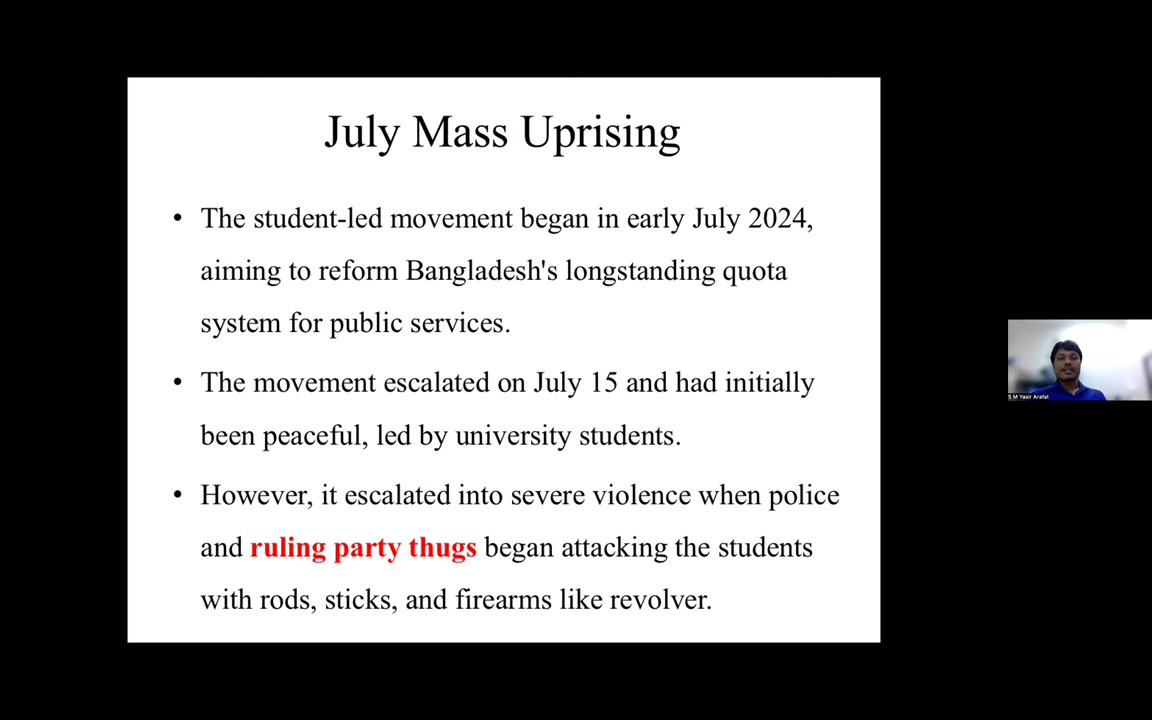 July Mass Uprising
• The student-led movement began in early July 2024,
aiming to reform Bangladesh's longstanding quota
system for public services.
• The movement escalated on July 15 and had initially
been peaceful, led by university students.
• However, it escalated into severe violence when police
and ruling party thugs began attacking the students
with rods, sticks, and firearms like revolver.
S M Yasir Arafat